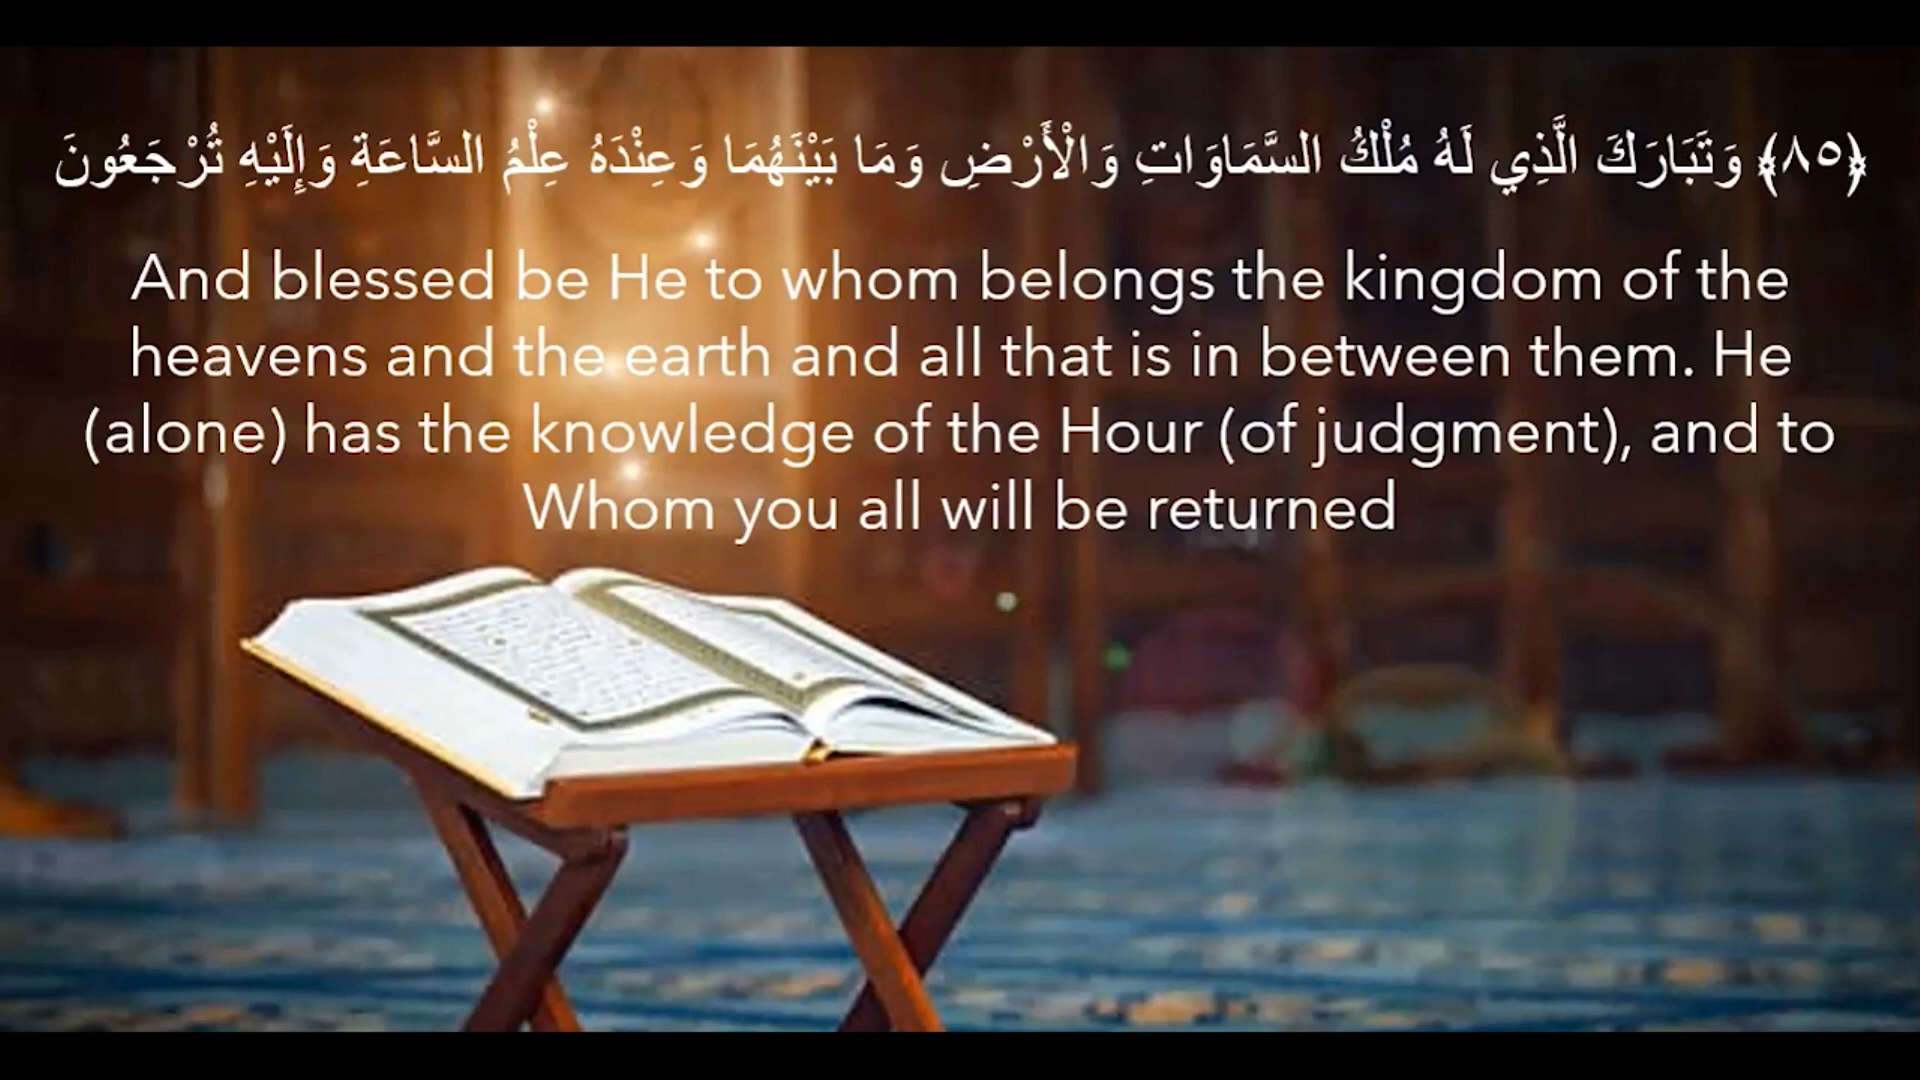 ﴿٨٥﴾ وَتَبَارَكَ الَّذِي لَهُ مُلْكُ السَّمَاوَاتِ وَالْأَرْضِ وَمَا بَيْنَهُمَا وَعِنْدَهُ عِلْمُ السَّاعَةِ وَإِلَيْهِ تُرْجَعُونَ
And blessed be He to whom belongs the kingdom of the
heavens and the earth and all that is in between them. He
(alone) has the knowledge of the Hour (of judgment), and to
Whom you all will be returned